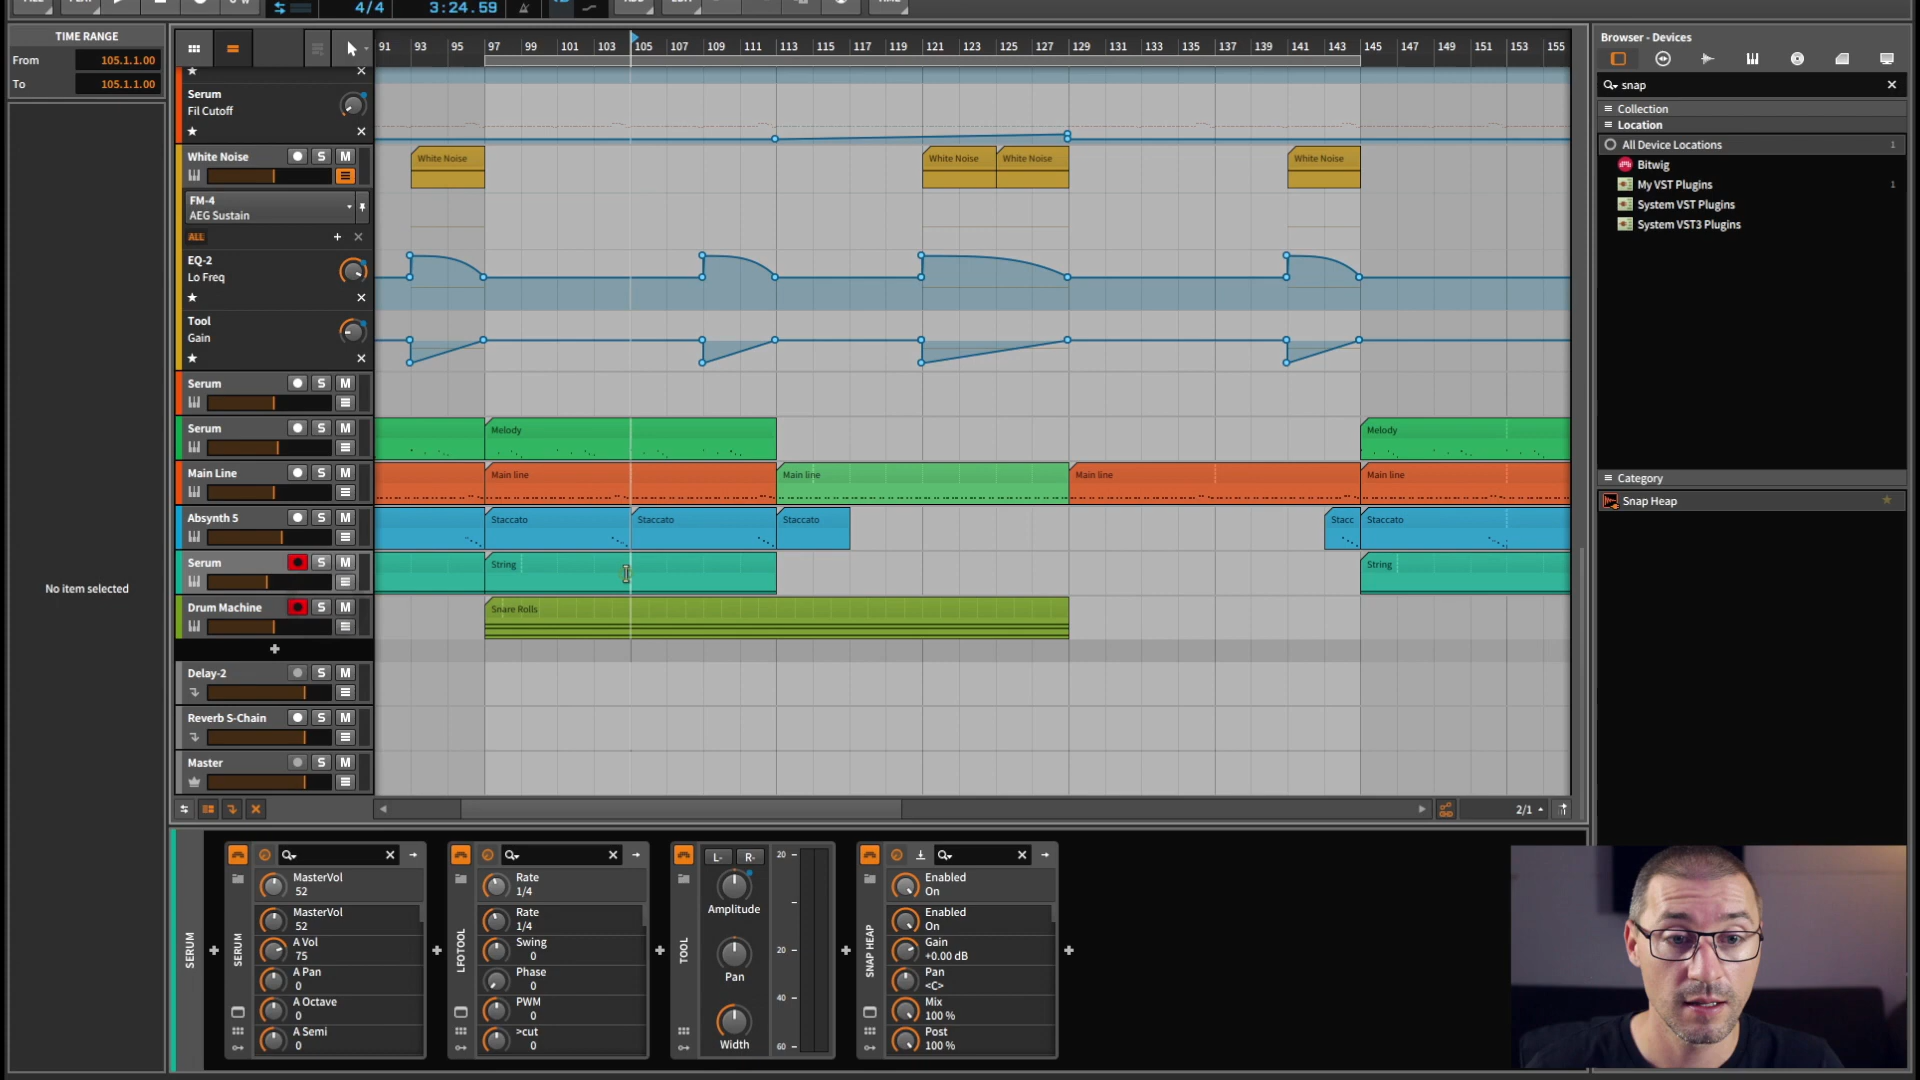 TIME RANGE
From 105.1.1.00
To 105.1.1.00
No item selected
4/4
3:24.59
91 93 95 97 99 101 103 105 107 109 111 113 115 117 119 121 123 125 127 129 131 133 135 137 139 141 143 145 147 149 151 153 155
Serum
Fil Cutoff
White Noise S M
White Noise White Noise White Noise White Noise
FM-4
AEG Sustain
ALL
EQ-2
Lo Freq
Tool
Gain
Serum S M
Serum S M
Melody Melody
Main Line S M
Main line Main line Main line Main line
Absynth 5 S M
Staccato Staccato Staccato Stacc Staccato
Serum S M
String String
Drum Machine S M
Snare Rolls
Delay-2 S M
Reverb S-Chain S M
Master S M
2/1
Browser - Devices
snap
Collection
Location
All Device Locations 1
Bitwig
My VST Plugins 1
System VST Plugins
System VST3 Plugins
Category
Snap Heap
SERUM
SERUM
MasterVol
52
MasterVol
52
A Vol
75
A Pan
0
A Octave
0
A Semi
0
LFOTOOL
Rate
1/4
Rate
1/4
Swing
0
Phase
0
PWM
0
>cut
0
TOOL
L- R-
Amplitude
Pan
Width
20
20
40
60
SNAP HEAP
Enabled
On
Enabled
On
Gain
+0.00 dB
Pan
<C>
Mix
100 %
Post
100 %